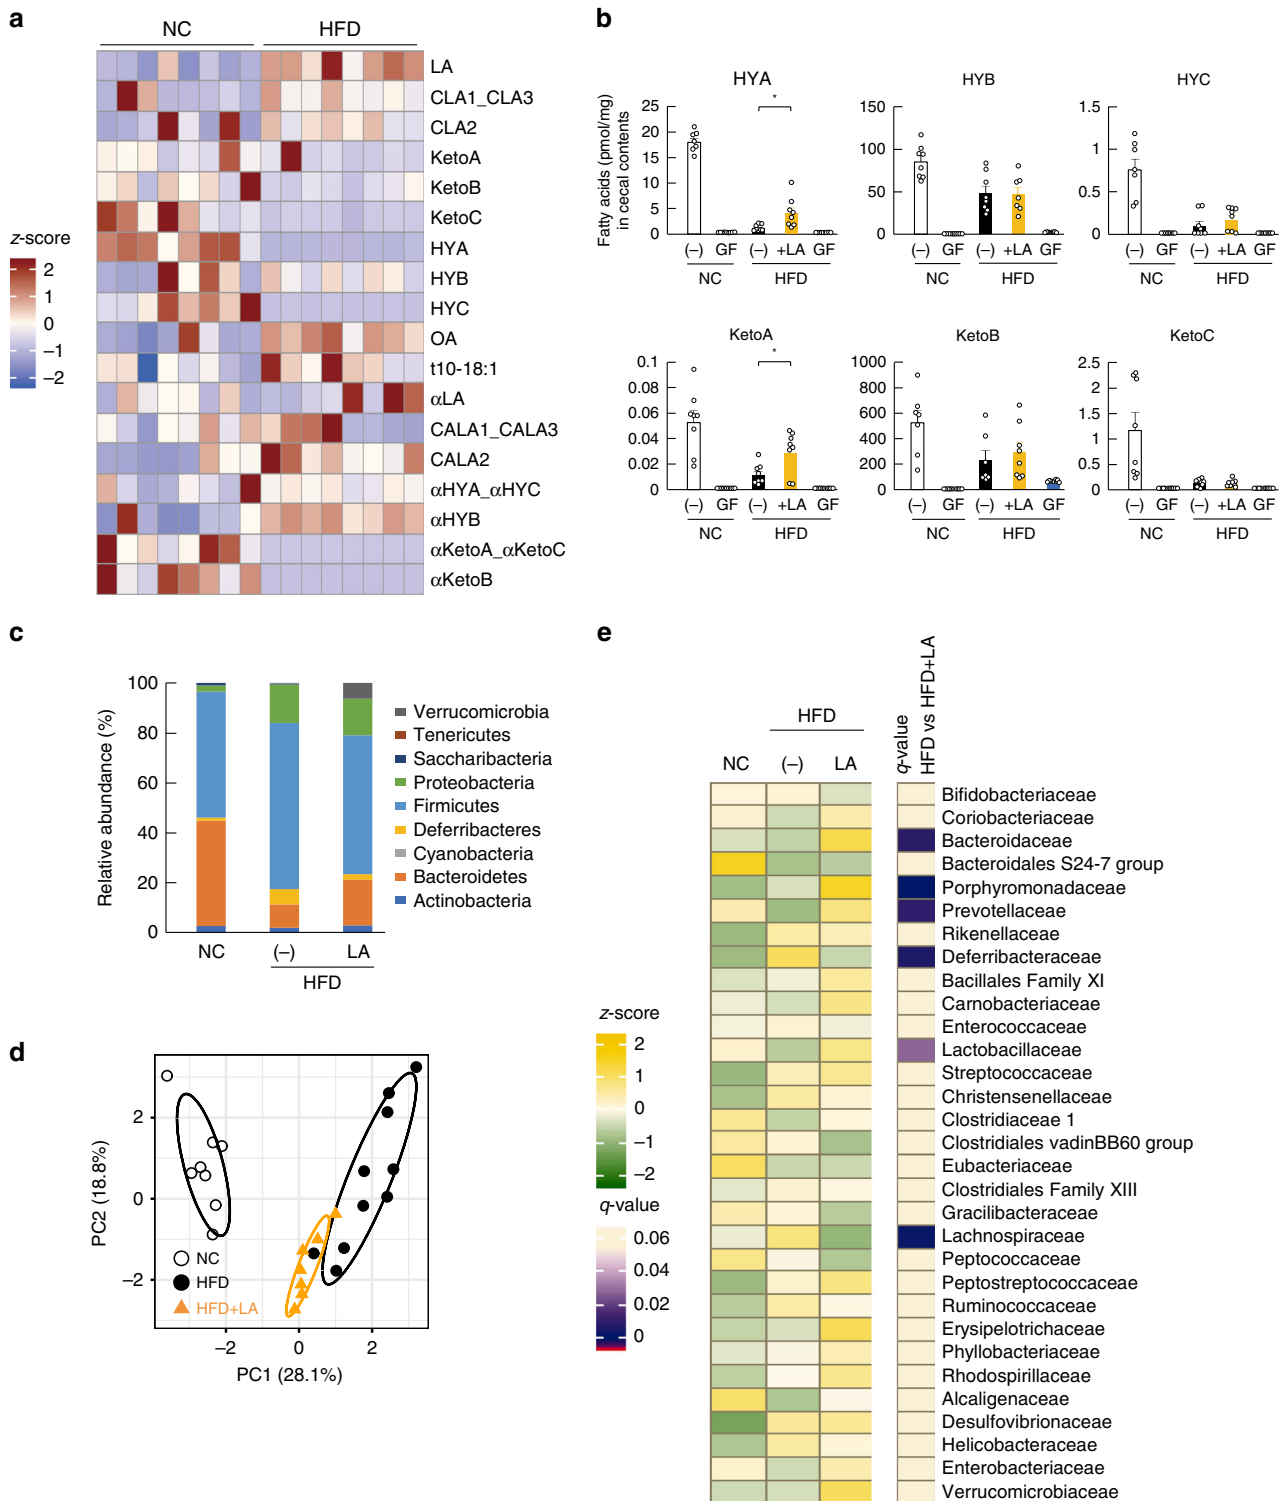 a
NC HFD
LA
CLA1_CLA3
CLA2
KetoA
KetoB
KetoC
HYA
HYB
HYC
OA
t10-18:1
αLA
CALA1_CALA3
CALA2
αHYA_αHYC
αHYB
αKetoA_αKetoC
αKetoB
z-score
2
1
0
–1
–2
b
Fatty acids (pmol/mg)
in cecal contents
HYA
25
20
15
10
5
0
*
(–) GF (–) +LA GF
NC HFD
HYB
150
100
50
0
(–) GF (–) +LA GF
NC HFD
HYC
1.5
1
0.5
0
(–) GF (–) +LA GF
NC HFD
KetoA
0.1
0.08
0.06
0.04
0.02
0
*
(–) GF (–) +LA GF
NC HFD
KetoB
1000
800
600
400
200
0
(–) GF (–) +LA GF
NC HFD
KetoC
2.5
2
1.5
1
0.5
0
(–) GF (–) +LA GF
NC HFD
c
Relative abundance (%)
100
80
60
40
20
0
NC (–) LA
HFD
Verrucomicrobia
Tenericutes
Saccharibacteria
Proteobacteria
Firmicutes
Deferribacteres
Cyanobacteria
Bacteroidetes
Actinobacteria
d
PC2 (18.8%)
2
0
–2
NC
HFD
HFD+LA
–2 0 2
PC1 (28.1%)
e
HFD
NC (–) LA
q-value
HFD vs HFD+LA
Bifidobacteriaceae
Coriobacteriaceae
Bacteroidaceae
Bacteroidales S24-7 group
Porphyromonadaceae
Prevotellaceae
Rikenellaceae
Deferribacteraceae
Bacillales Family XI
Carnobacteriaceae
Enterococcaceae
Lactobacillaceae
Streptococcaceae
Christensenellaceae
Clostridiaceae 1
Clostridiales vadinBB60 group
Eubacteriaceae
Clostridiales Family XIII
Gracilibacteraceae
Lachnospiraceae
Peptococcaceae
Peptostreptococcaceae
Ruminococcaceae
Erysipelotrichaceae
Phyllobacteriaceae
Rhodospirillaceae
Alcaligenaceae
Desulfovibrionaceae
Helicobacteraceae
Enterobacteriaceae
Verrucomicrobiaceae
z-score
2
1
0
–1
–2
q-value
0.06
0.04
0.02
0